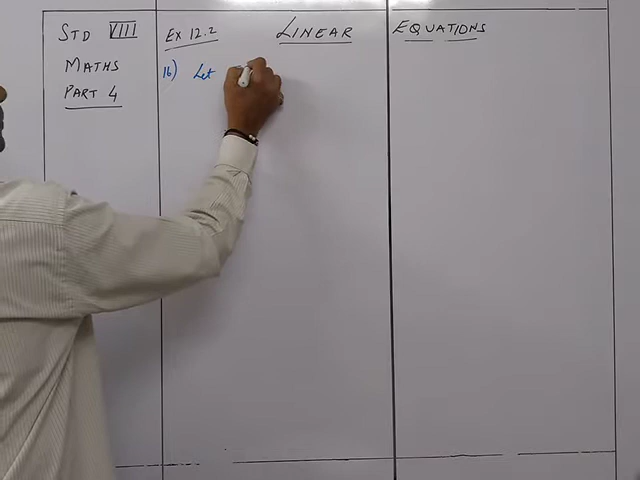 STD VIII
MATHS
PART 4
EX 12.2
LINEAR EQUATIONS
16) Let